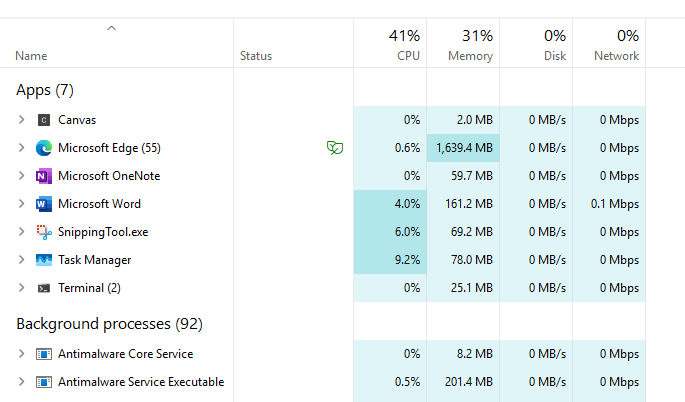 41% 31% 0% 0%
Name Status CPU Memory Disk Network
Apps (7)
C Canvas 0% 2.0 MB 0 MB/s 0 Mbps
Microsoft Edge (55) 0.6% 1,639.4 MB 0 MB/s 0 Mbps
Microsoft OneNote 0% 59.7 MB 0 MB/s 0 Mbps
Microsoft Word 4.0% 161.2 MB 0 MB/s 0.1 Mbps
SnippingTool.exe 6.0% 69.2 MB 0 MB/s 0 Mbps
Task Manager 9.2% 78.0 MB 0 MB/s 0 Mbps
Terminal (2) 0% 25.1 MB 0 MB/s 0 Mbps
Background processes (92)
Antimalware Core Service 0% 8.2 MB 0 MB/s 0 Mbps
Antimalware Service Executable 0.5% 201.4 MB 0 MB/s 0 Mbps